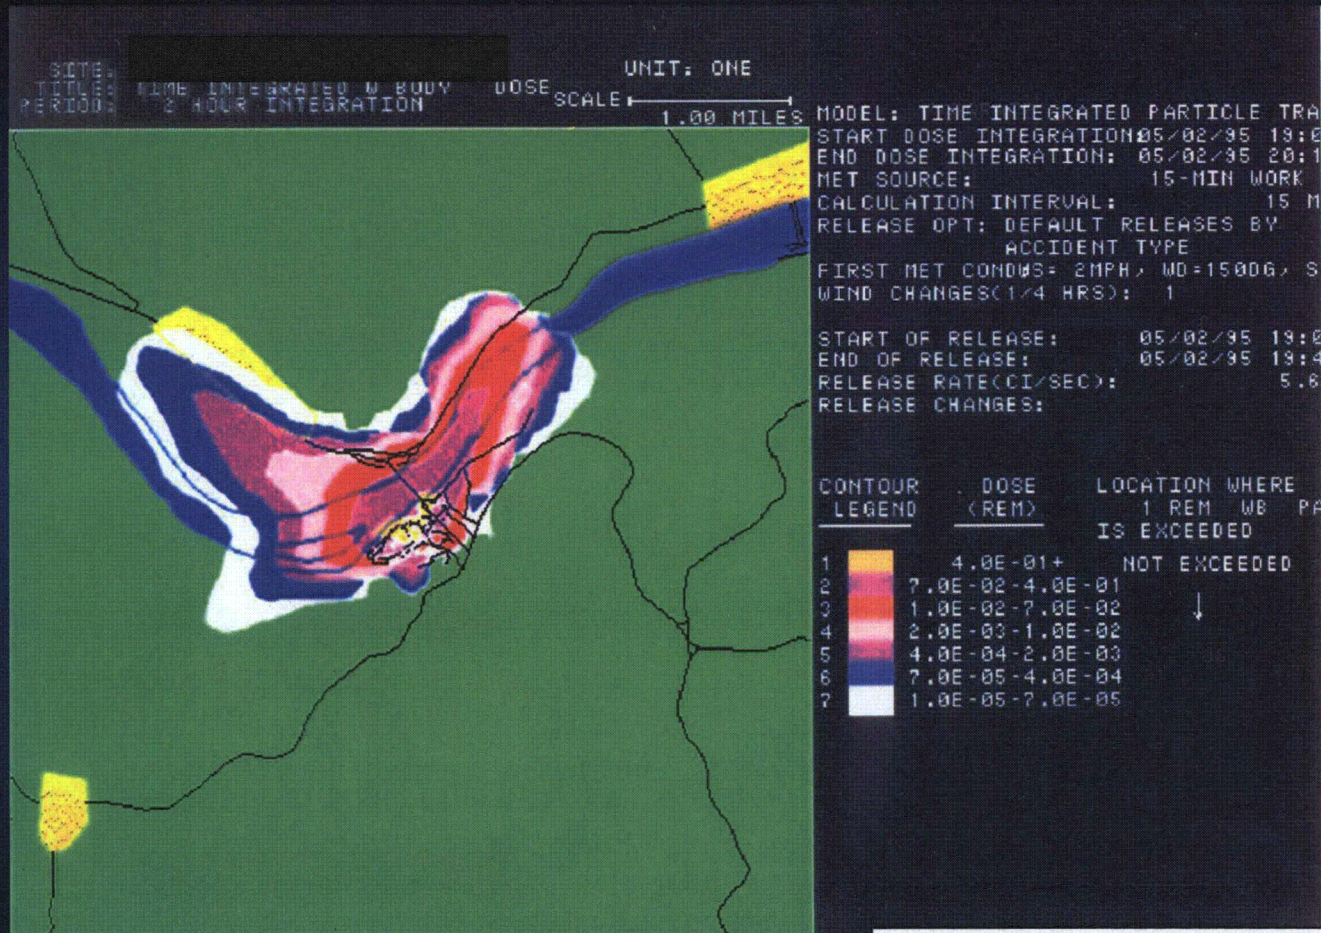 SITE:
UNIT: ONE
TITLE: TIME INTEGRATED W BODY DOSE
PERIOD: 2 HOUR INTEGRATION
SCALE
1.00 MILES
MODEL: TIME INTEGRATED PARTICLE TRA
START DOSE INTEGRATION: 05/02/95 19:0
END DOSE INTEGRATION: 05/02/95 20:1
MET SOURCE: 15-MIN WORK
CALCULATION INTERVAL: 15 M
RELEASE OPT: DEFAULT RELEASES BY
ACCIDENT TYPE
FIRST MET COND WS= 2MPH, WD=150DG, S
WIND CHANGES(1/4 HRS): 1
START OF RELEASE: 05/02/95 19:0
END OF RELEASE: 05/02/95 19:4
RELEASE RATE(CI/SEC): 5.6
RELEASE CHANGES:
CONTOUR LEGEND
DOSE (REM)
LOCATION WHERE
1 REM WB PA
IS EXCEEDED
1 4.0E-01+ NOT EXCEEDED
2 7.0E-02-4.0E-01
3 1.0E-02-7.0E-02
4 2.0E-03-1.0E-02
5 4.0E-04-2.0E-03
6 7.0E-05-4.0E-04
7 1.0E-05-7.0E-05